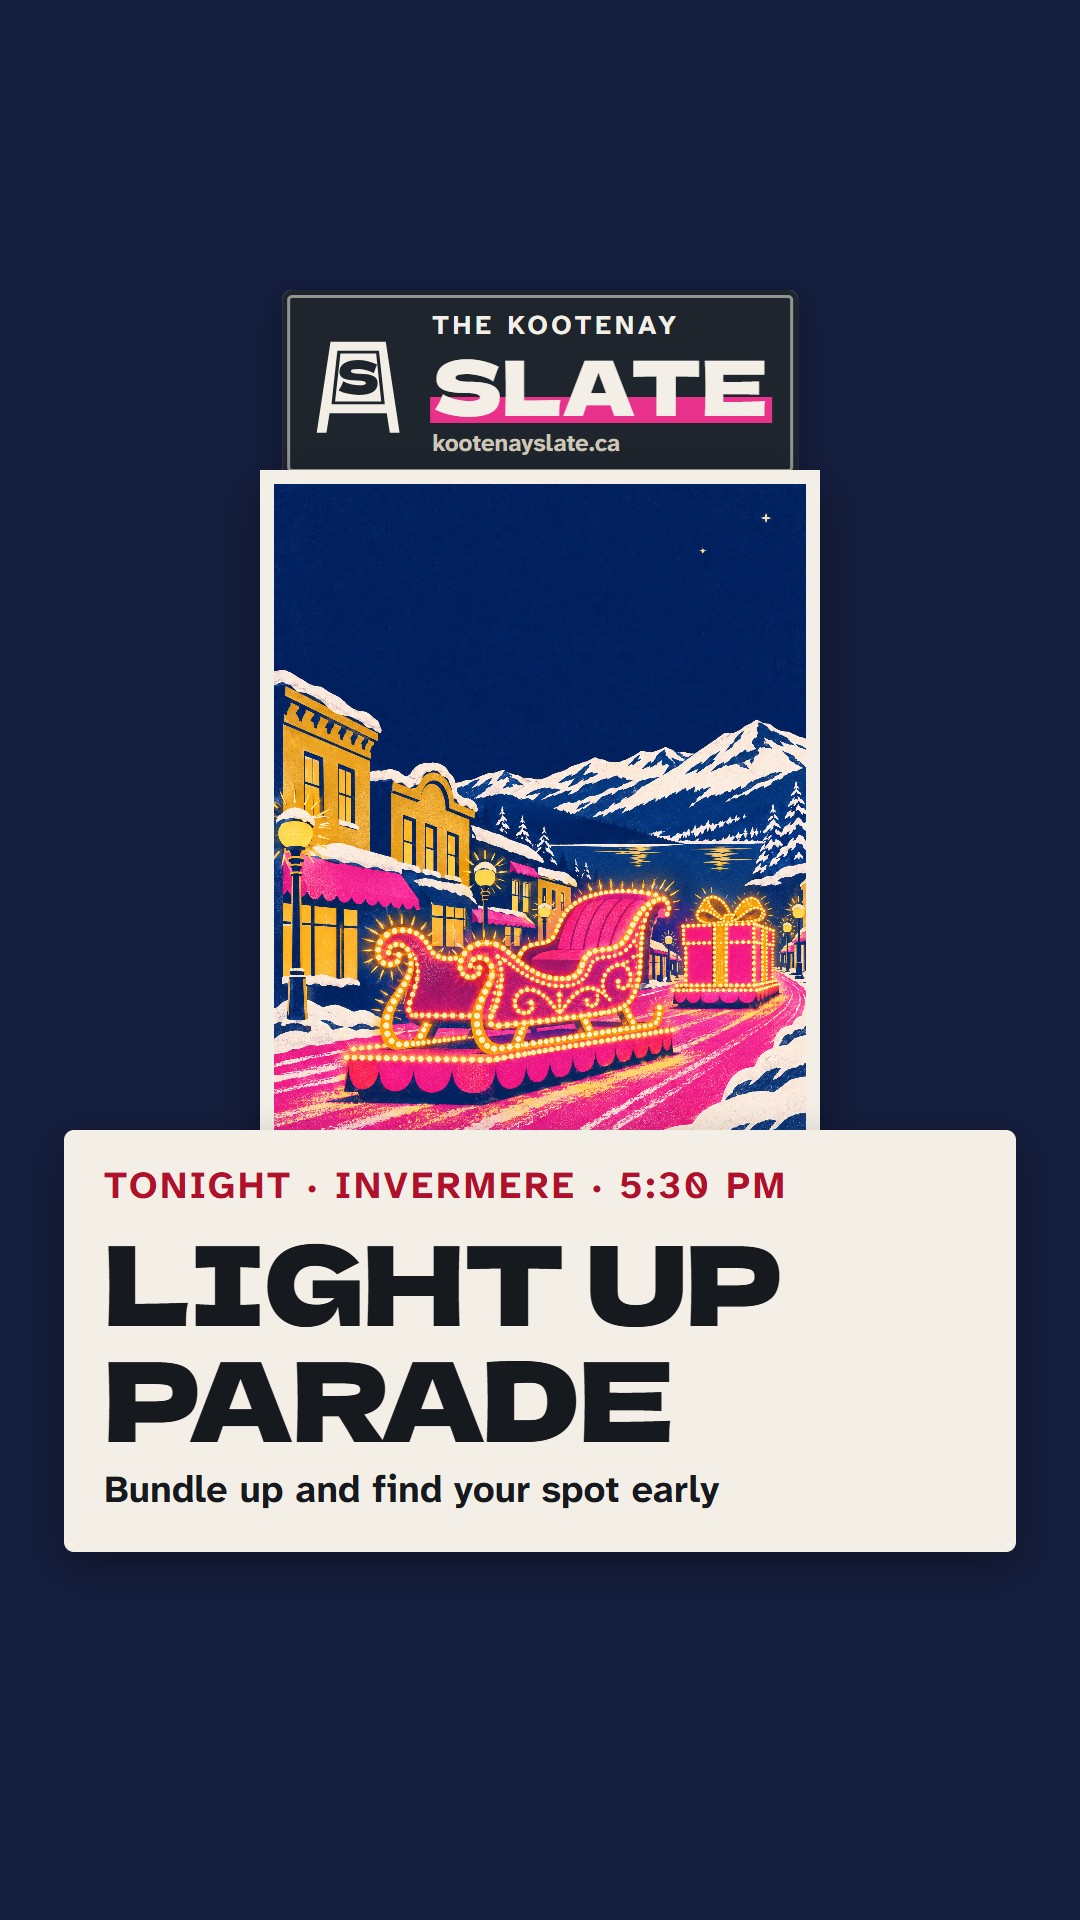 THE KOOTENAY
S
SLATE
kootenayslate.ca
TONIGHT · INVERMERE · 5:30 PM
LIGHT UP
PARADE
Bundle up and find your spot early